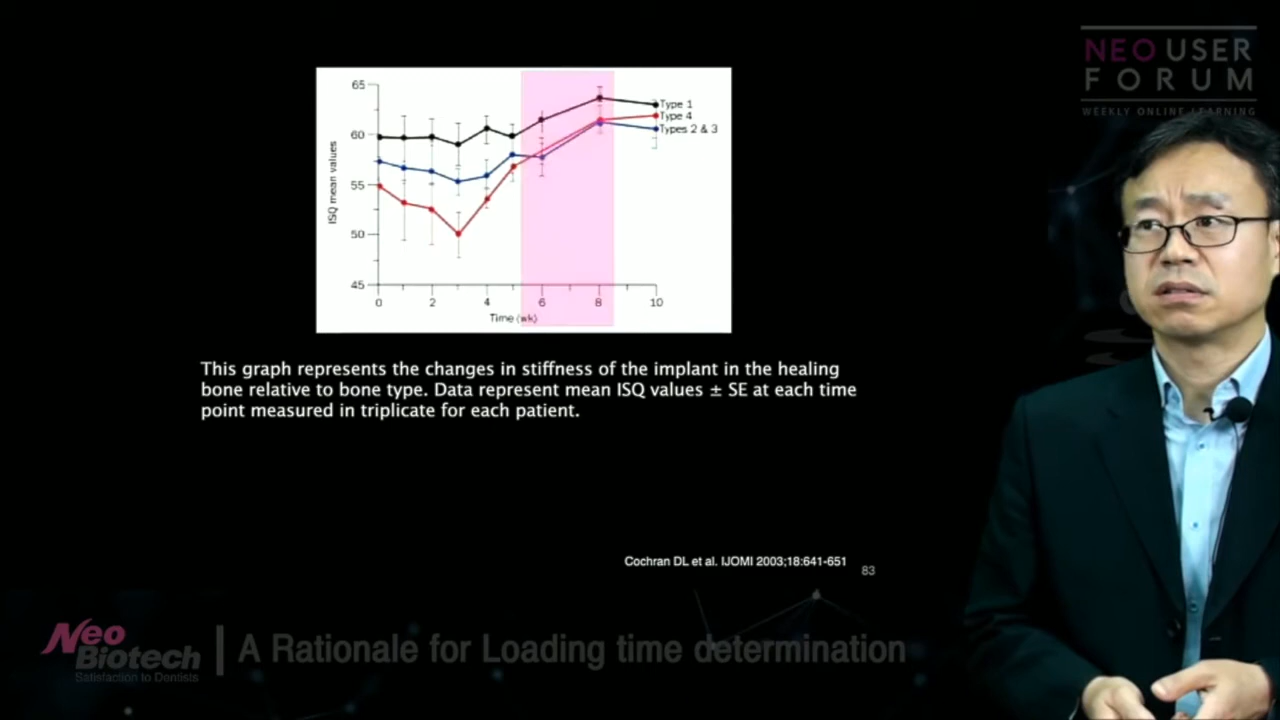 NEO USER
FORUM
WEEKLY ONLINE LEARNING
65
60
55
50
45
ISQ mean values
0
2
4
6
8
10
Time (wk)
Type 1
Type 4
Types 2 & 3
This graph represents the changes in stiffness of the implant in the healing
bone relative to bone type. Data represent mean ISQ values ± SE at each time
point measured in triplicate for each patient.
Cochran DL et al. IJOMI 2003;18:641-651
83
Neo
Biotech
Satisfaction to Dentists
A Rationale for Loading time determination